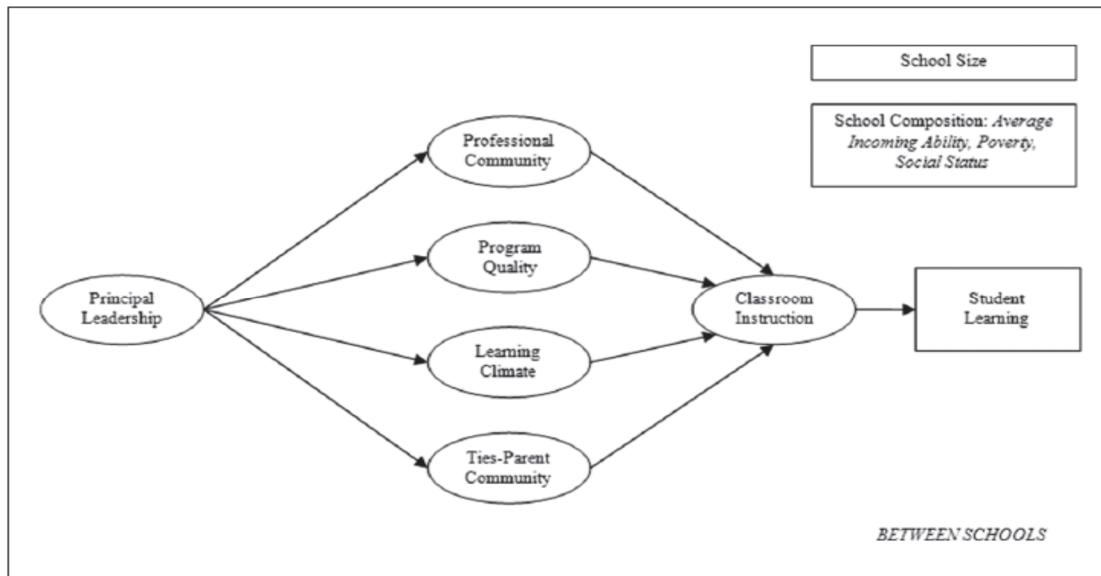 School Size
School Composition: Average
Incoming Ability, Poverty,
Social Status
Professional
Community
Program
Quality
Principal
Leadership
Classroom
Instruction
Student
Learning
Learning
Climate
Ties-Parent
Community
BETWEEN SCHOOLS